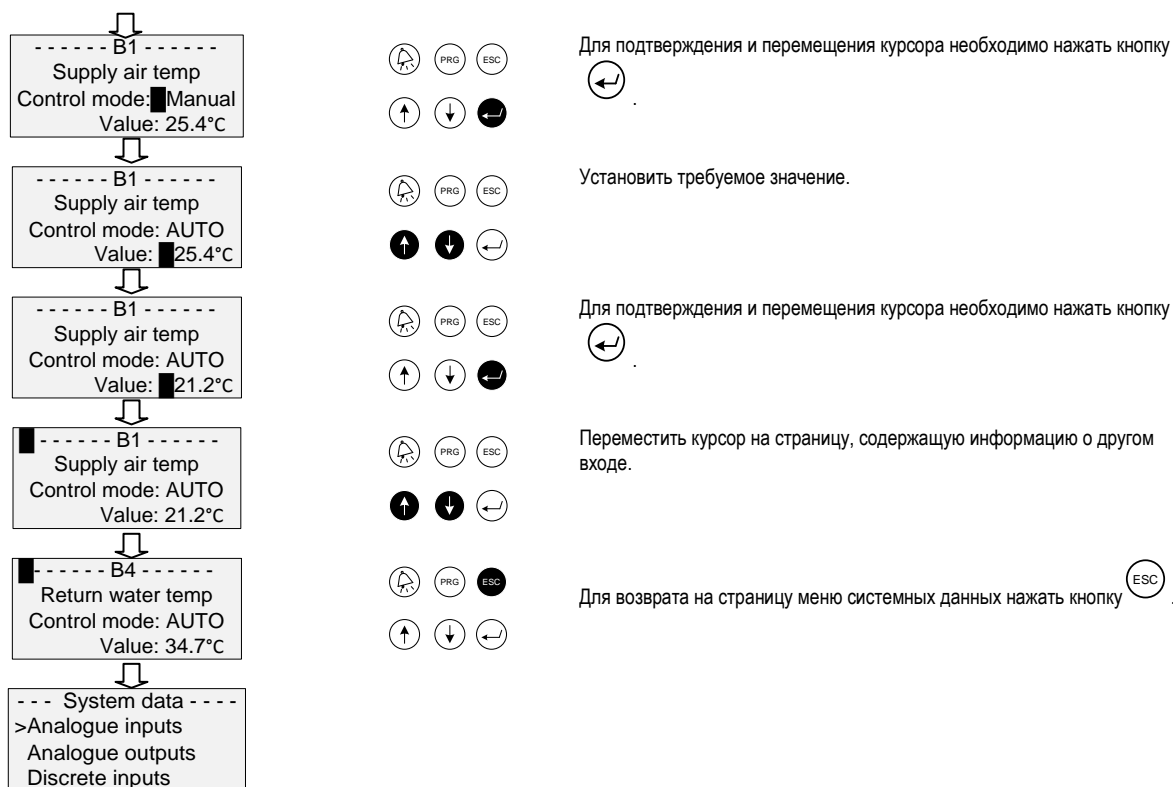 - - - - - - B1 - - - - - -
Supply air temp
Control mode: Manual
Value: 25.4°C
PRG ESC
Для подтверждения и перемещения курсора необходимо нажать кнопку
.
- - - - - - B1 - - - - - -
Supply air temp
Control mode: AUTO
Value: 25.4°C
PRG ESC
Установить требуемое значение.
- - - - - - B1 - - - - - -
Supply air temp
Control mode: AUTO
Value: 21.2°C
PRG ESC
Для подтверждения и перемещения курсора необходимо нажать кнопку
.
- - - - - - B1 - - - - - -
Supply air temp
Control mode: AUTO
Value: 21.2°C
PRG ESC
Переместить курсор на страницу, содержащую информацию о другом
входе.
- - - - - - B4 - - - - - -
Return water temp
Control mode: AUTO
Value: 34.7°C
PRG ESC
Для возврата на страницу меню системных данных нажать кнопку ESC .
- - - System data - - - -
>Analogue inputs
Analogue outputs
Discrete inputs